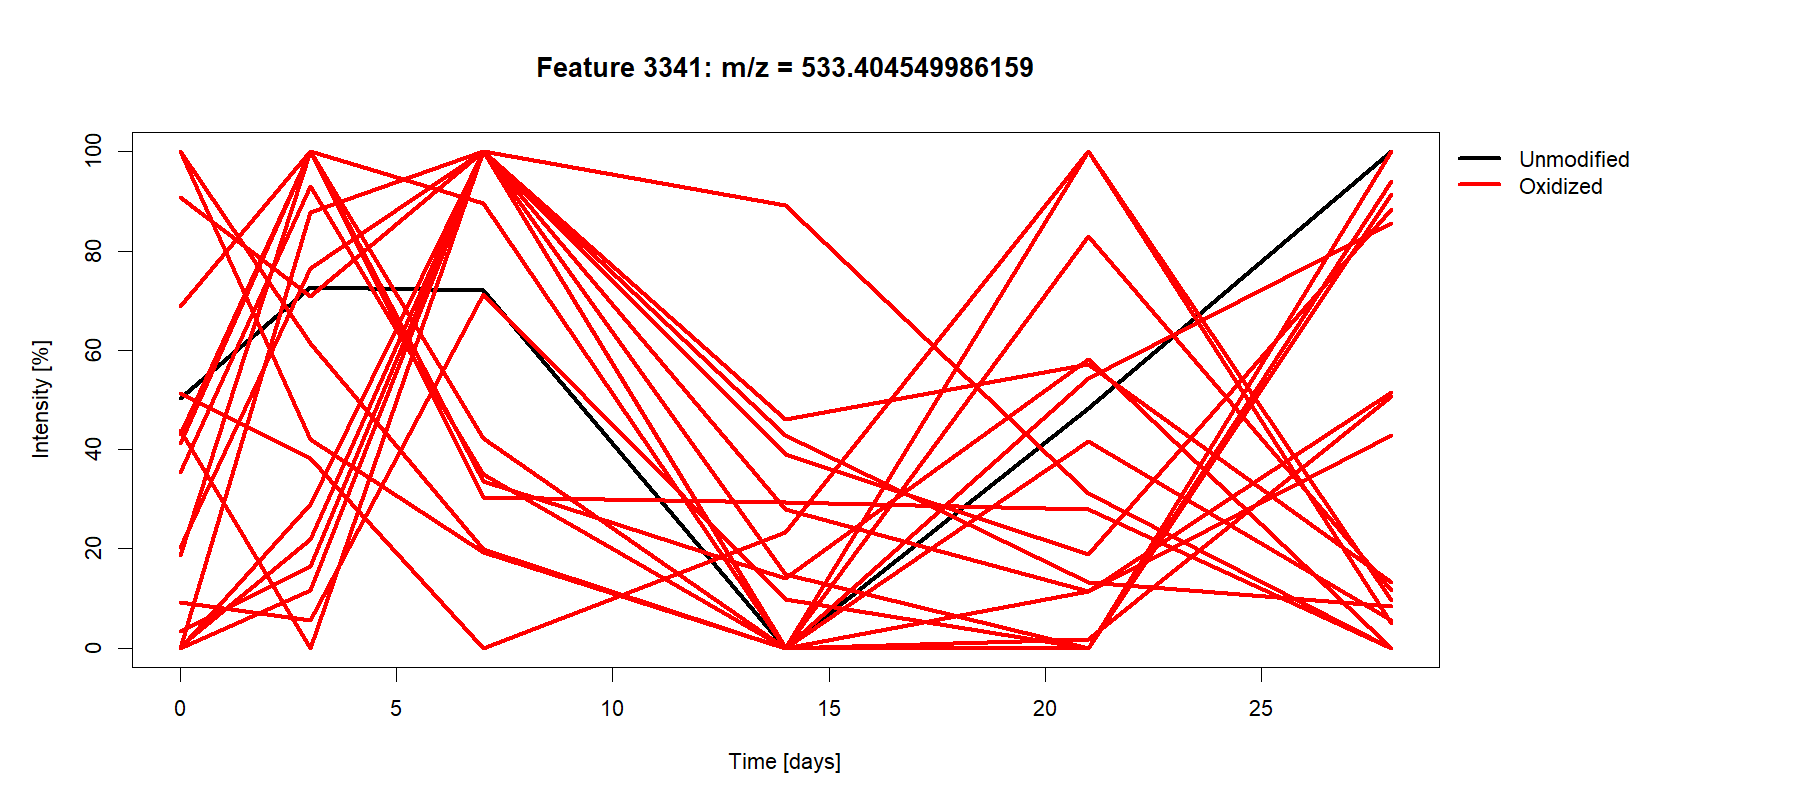 Feature 3341: m/z = 533.404549986159
Unmodified
Oxidized
Intensity [%]
100
80
60
40
20
0
0 5 10 15 20 25
Time [days]